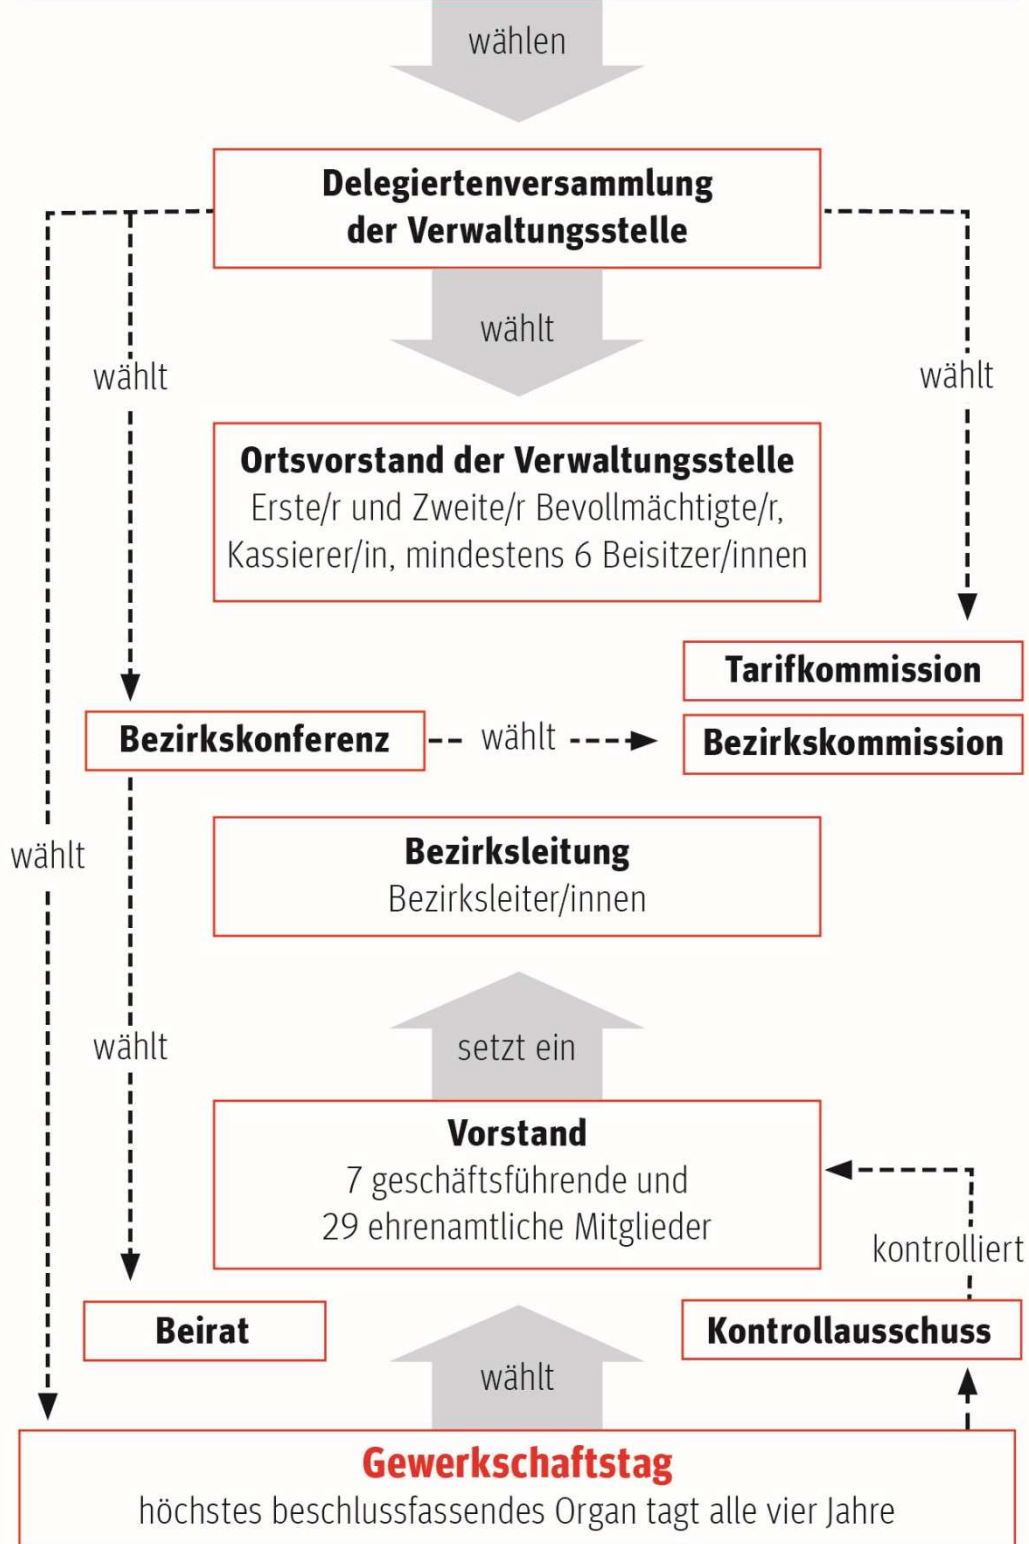 wählen
Delegiertenversammlung
der Verwaltungsstelle
wählt
wählt
wählt
Ortsvorstand der Verwaltungsstelle
Erste/r und Zweite/r Bevollmächtigte/r,
Kassierer/in, mindestens 6 Beisitzer/innen
Tarifkommission
Bezirkskonferenz
wählt
Bezirkskommission
wählt
Bezirksleitung
Bezirksleiter/innen
wählt
setzt ein
Vorstand
7 geschäftsführende und
29 ehrenamtliche Mitglieder
kontrolliert
Beirat
Kontrollausschuss
wählt
Gewerkschaftstag
höchstes beschlussfassendes Organ tagt alle vier Jahre